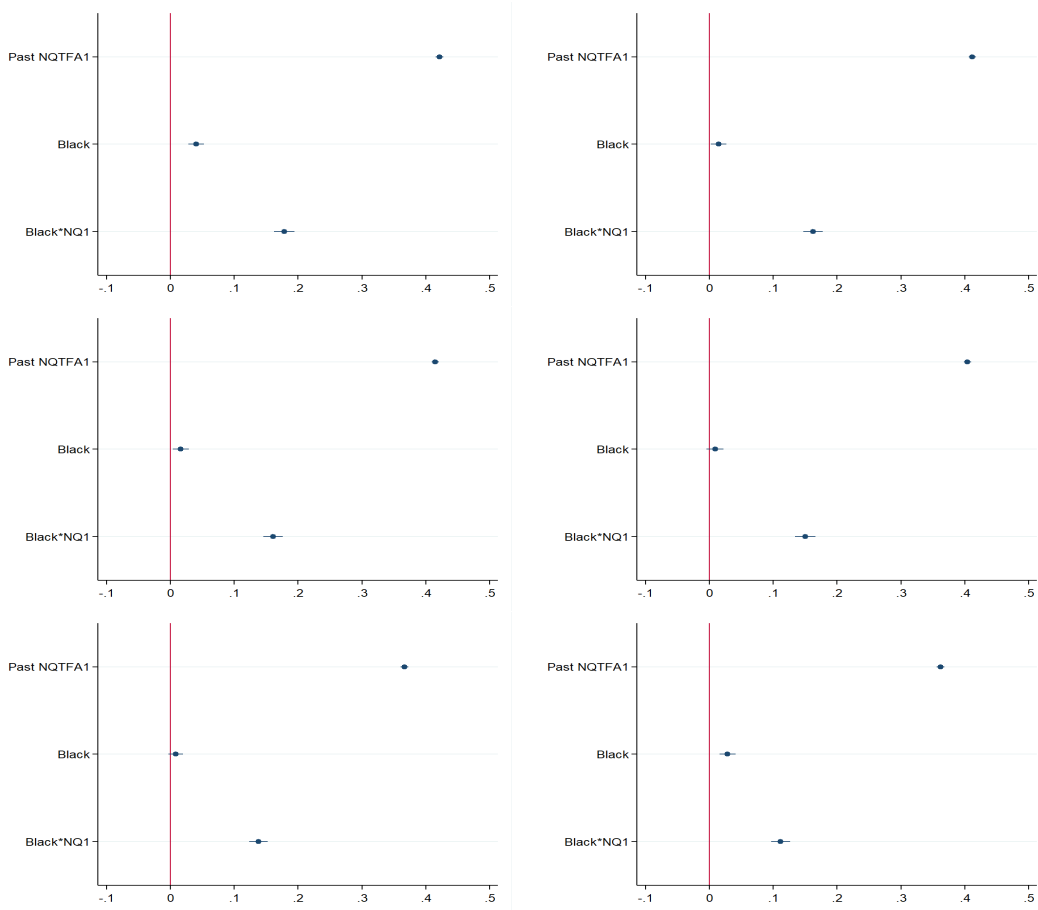 Past NQTFA1
Black
Black*NQ1
-.1 0 .1 .2 .3 .4 .5
Past NQTFA1
Black
Black*NQ1
-.1 0 .1 .2 .3 .4 .5
Past NQTFA1
Black
Black*NQ1
-.1 0 .1 .2 .3 .4 .5
Past NQTFA1
Black
Black*NQ1
-.1 0 .1 .2 .3 .4 .5
Past NQTFA1
Black
Black*NQ1
-.1 0 .1 .2 .3 .4 .5
Past NQTFA1
Black
Black*NQ1
-.1 0 .1 .2 .3 .4 .5